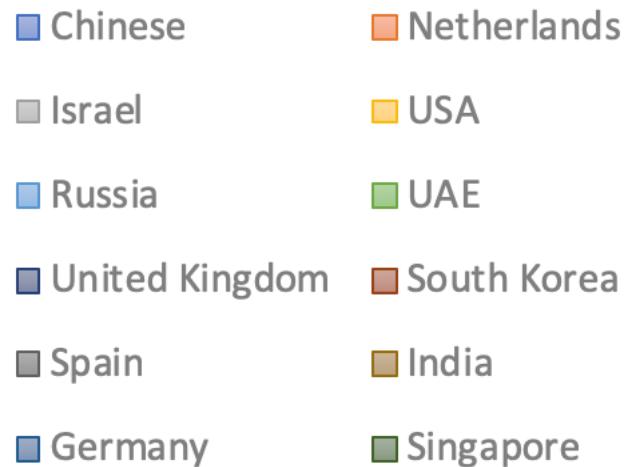 Chinese Netherlands
Israel USA
Russia UAE
United Kingdom South Korea
Spain India
Germany Singapore